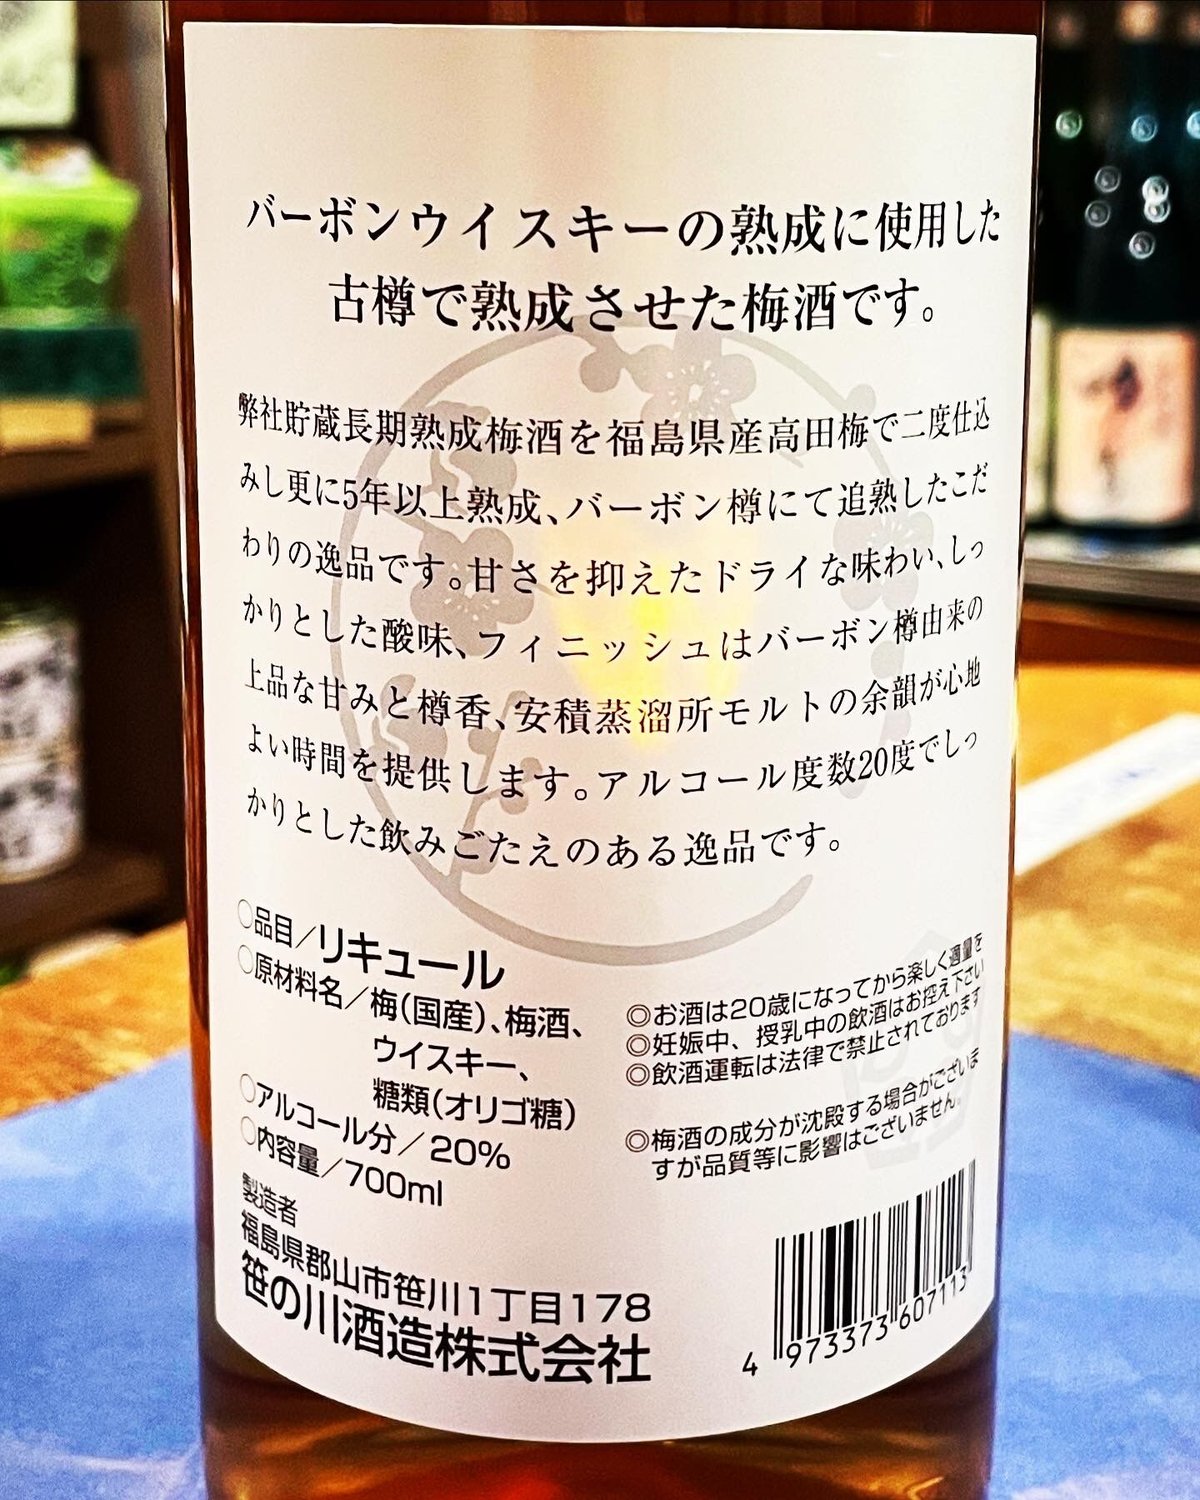 バーボンウイスキーの熟成に使用した
古樽で熟成させた梅酒です。
弊社貯蔵長期熟成梅酒を福島県産高田梅で二度仕込
みし更に5年以上熟成、バーボン樽にて追熟したこだ
わりの逸品です。甘さを抑えたドライな味わい、しっ
かりとした酸味、フィニッシュはバーボン樽由来の
上品な甘みと樽香、安積蒸溜所モルトの余韻が心地
よい時間を提供します。アルコール度数20度でしっ
かりとした飲みごたえのある逸品です。
○品目／リキュール
○原材料名／梅(国産)、梅酒、
ウイスキー、
糖類(オリゴ糖)
○アルコール分／20%
○内容量／700ml
製造者
福島県郡山市笹川1丁目178
笹の川酒造株式会社
◎お酒は20歳になってから楽しく適量を
◎妊娠中、授乳中の飲酒はお控え下さい
◎飲酒運転は法律で禁止されております
◎梅酒の成分が沈殿する場合がございま
すが品質等に影響はございません。
4 973373 607113